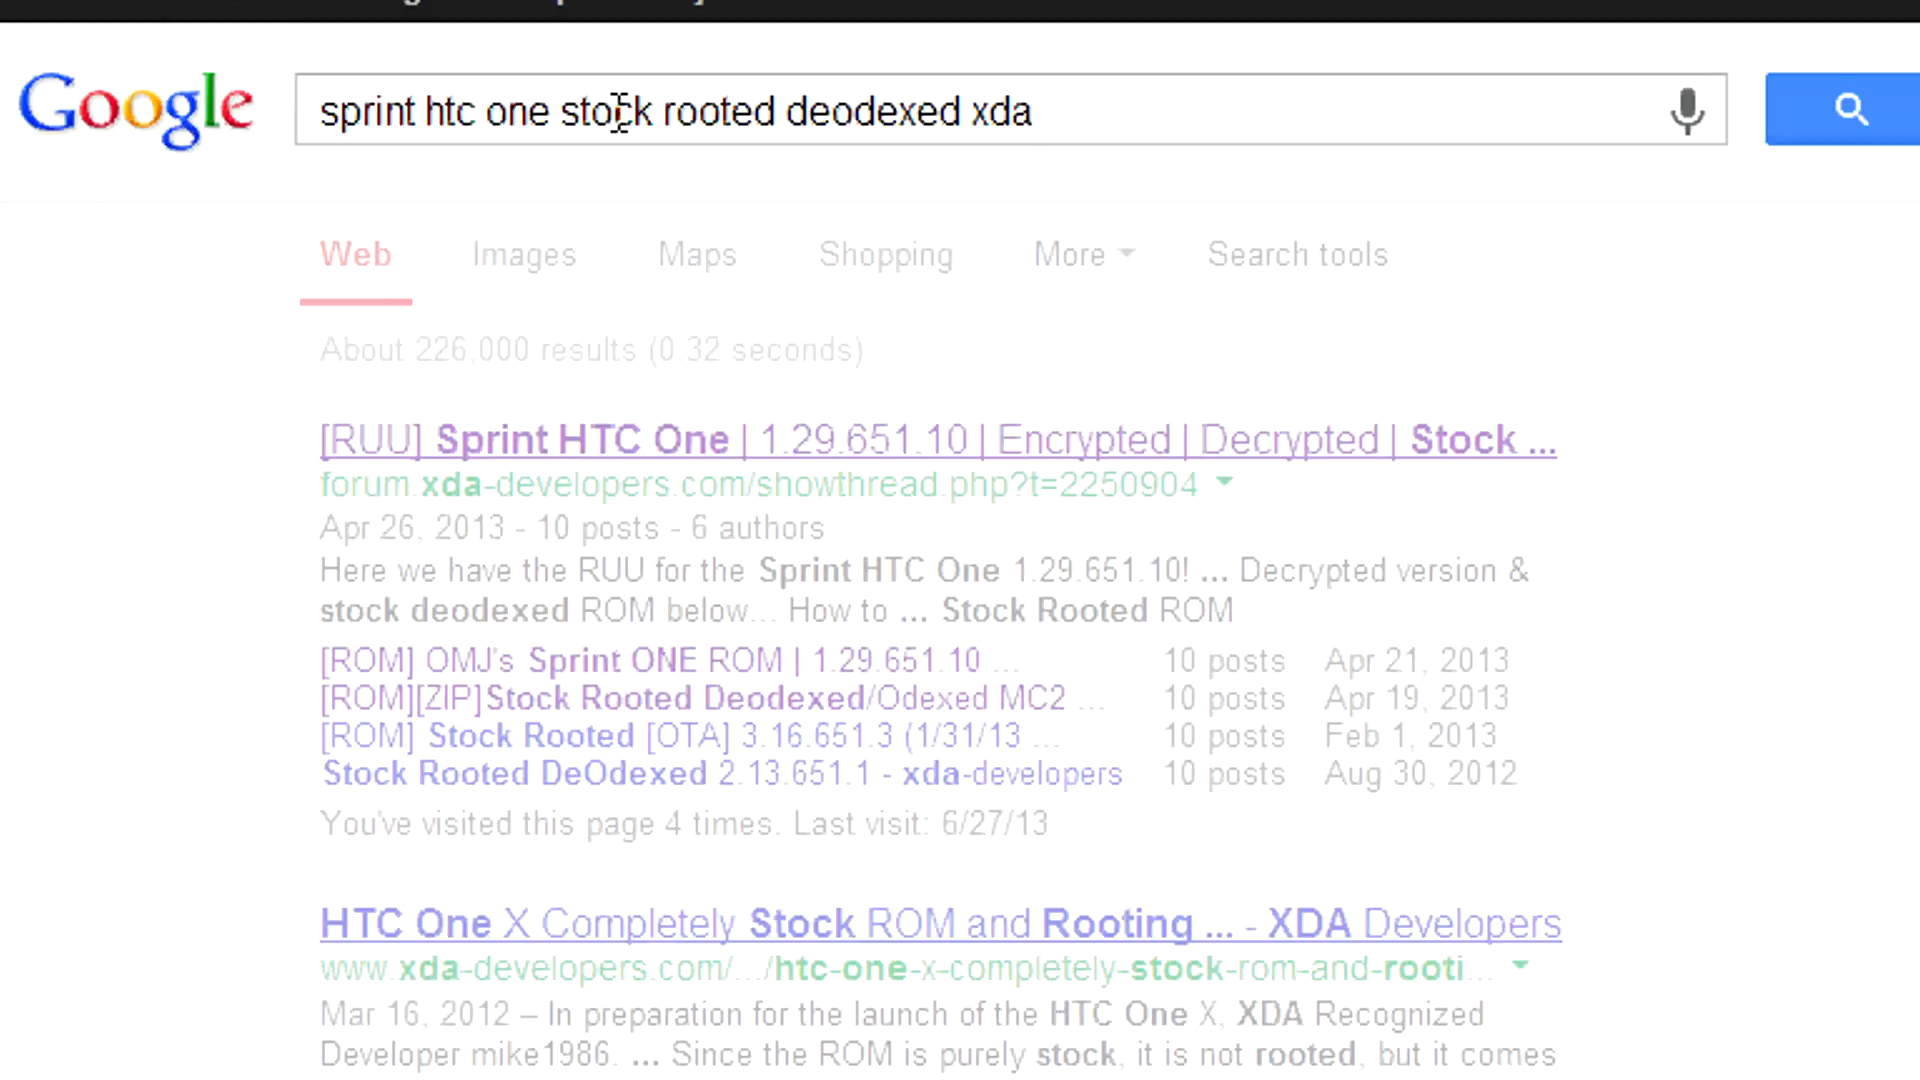 Google
sprint htc one stock rooted deodexed xda
Web Images Maps Shopping More Search tools
About 226,000 results (0.32 seconds)
[RUU] Sprint HTC One | 1.29.651.10 | Encrypted | Decrypted | Stock ...
forum.xda-developers.com/showthread.php?t=2250904
Apr 26, 2013 - 10 posts - 6 authors
Here we have the RUU for the Sprint HTC One 1.29.651.10! ... Decrypted version &
stock deodexed ROM below... How to ... Stock Rooted ROM
[ROM] OMJ's Sprint ONE ROM | 1.29.651.10 ... 10 posts Apr 21, 2013
[ROM][ZIP]Stock Rooted Deodexed/Odexed MC2 ... 10 posts Apr 19, 2013
[ROM] Stock Rooted [OTA] 3.16.651.3 (1/31/13 ... 10 posts Feb 1, 2013
Stock Rooted DeOdexed 2.13.651.1 - xda-developers 10 posts Aug 30, 2012
You've visited this page 4 times. Last visit: 6/27/13
HTC One X Completely Stock ROM and Rooting ... - XDA Developers
www.xda-developers.com/.../htc-one-x-completely-stock-rom-and-rooti...
Mar 16, 2012 – In preparation for the launch of the HTC One X, XDA Recognized
Developer mike1986. ... Since the ROM is purely stock, it is not rooted, but it comes